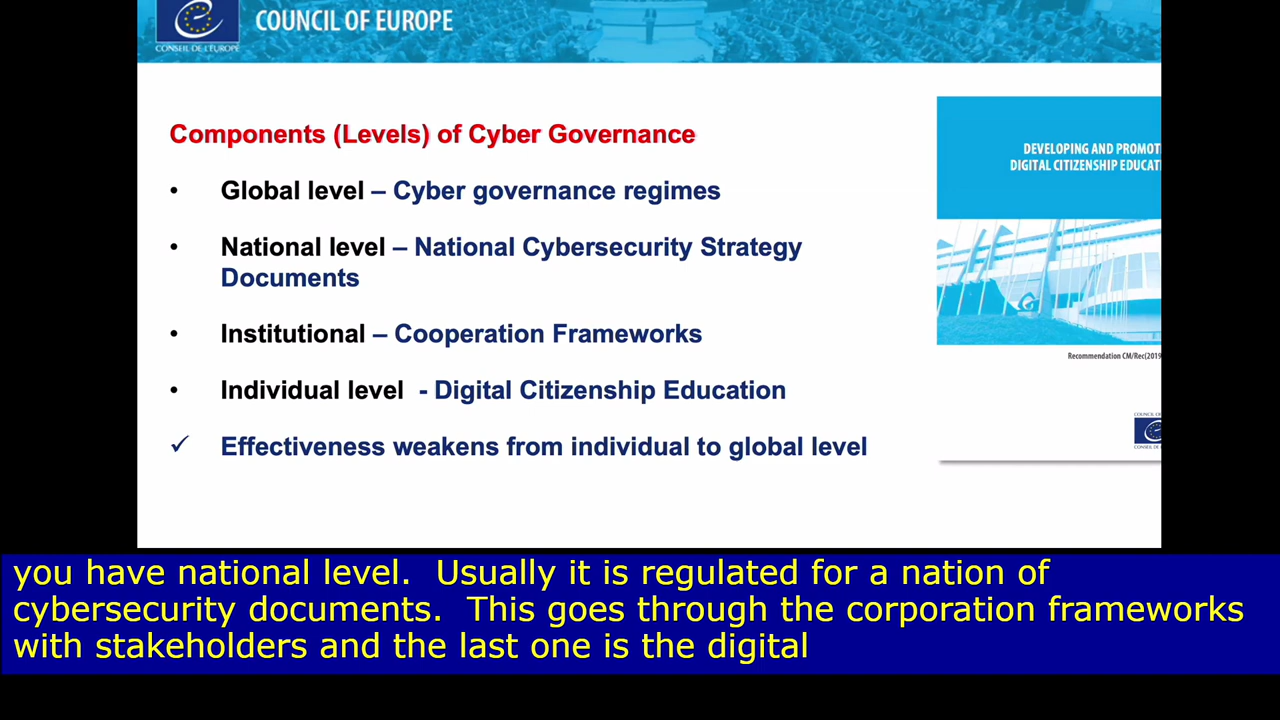 COUNCIL OF EUROPE
CONSEIL DE L'EUROPE
Components (Levels) of Cyber Governance
• Global level – Cyber governance regimes
• National level – National Cybersecurity Strategy
Documents
• Institutional – Cooperation Frameworks
• Individual level - Digital Citizenship Education
✓ Effectiveness weakens from individual to global level
DEVELOPING AND PROMOT
DIGITAL CITIZENSHIP EDUCATI
Recommendation CM/Rec(2019
you have national level. Usually it is regulated for a nation of
cybersecurity documents. This goes through the corporation frameworks
with stakeholders and the last one is the digital